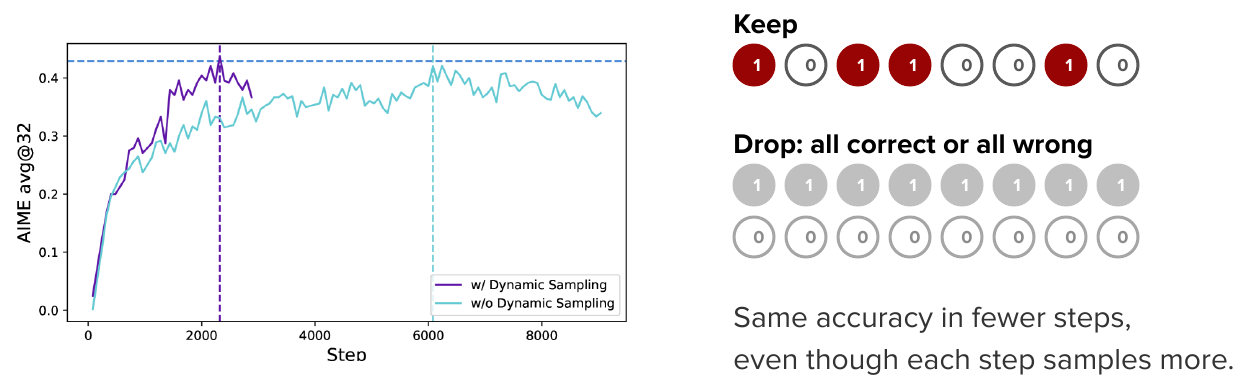 AIME avg@32
0.4
0.3
0.2
0.1
0.0
0 2000 4000 6000 8000
Step
w/ Dynamic Sampling
w/o Dynamic Sampling
Keep
1 0 1 1 0 0 1 0
Drop: all correct or all wrong
1 1 1 1 1 1 1 1
0 0 0 0 0 0 0 0
Same accuracy in fewer steps,
even though each step samples more.